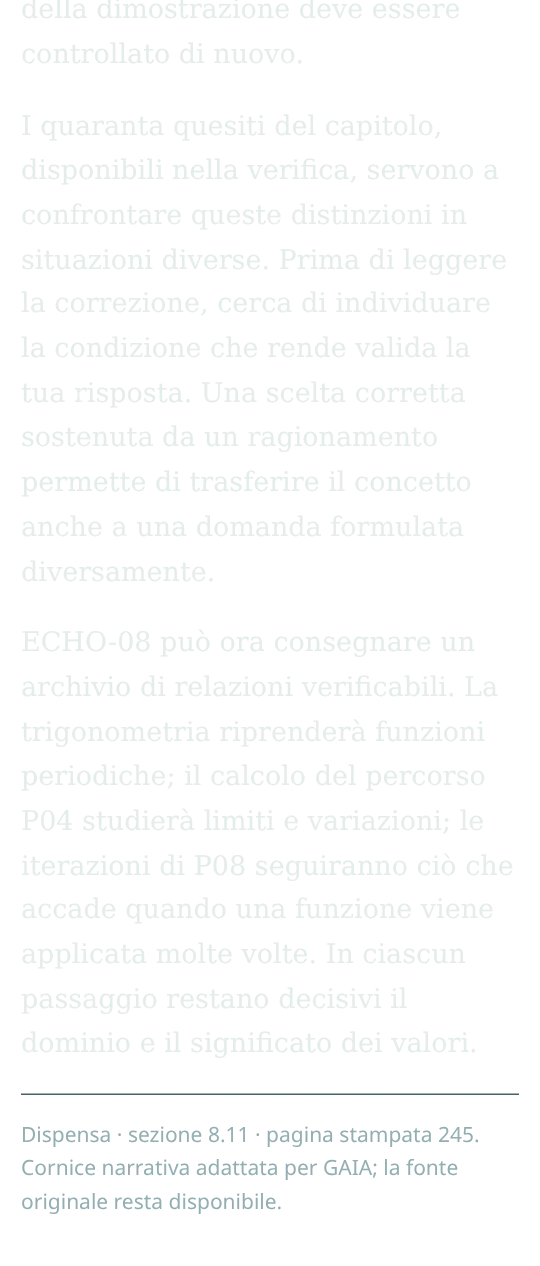 della dimostrazione deve essere
controllato di nuovo.
I quaranta quesiti del capitolo,
disponibili nella verifica, servono a
confrontare queste distinzioni in
situazioni diverse. Prima di leggere
la correzione, cerca di individuare
la condizione che rende valida la
tua risposta. Una scelta corretta
sostenuta da un ragionamento
permette di trasferire il concetto
anche a una domanda formulata
diversamente.
ECHO-08 può ora consegnare un
archivio di relazioni verificabili. La
trigonometria riprenderà funzioni
periodiche; il calcolo del percorso
P04 studierà limiti e variazioni; le
iterazioni di P08 seguiranno ciò che
accade quando una funzione viene
applicata molte volte. In ciascun
passaggio restano decisivi il
dominio e il significato dei valori.
Dispensa · sezione 8.11 · pagina stampata 245.
Cornice narrativa adattata per GAIA; la fonte
originale resta disponibile.